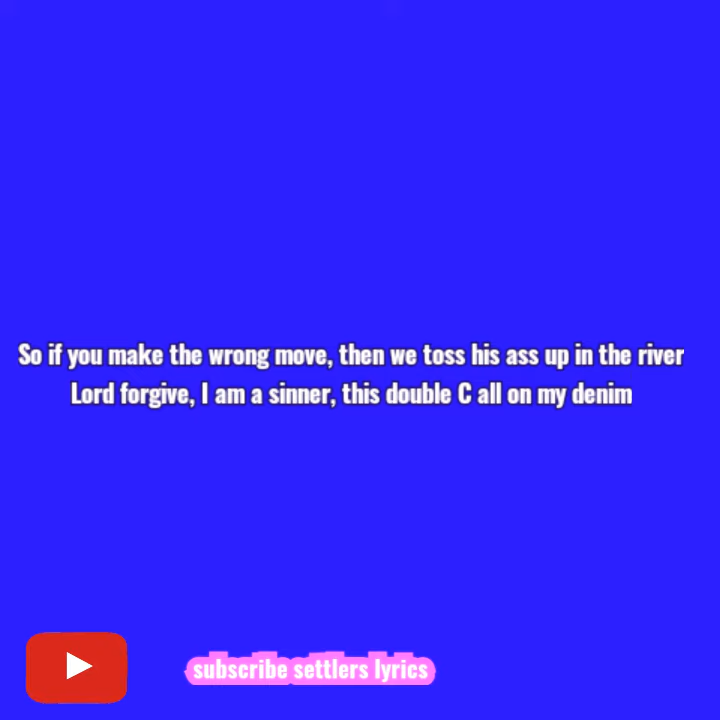 So if you make the wrong move, then we toss his ass up in the river
Lord forgive, I am a sinner, this double C all on my denim
subscribe settlers lyrics